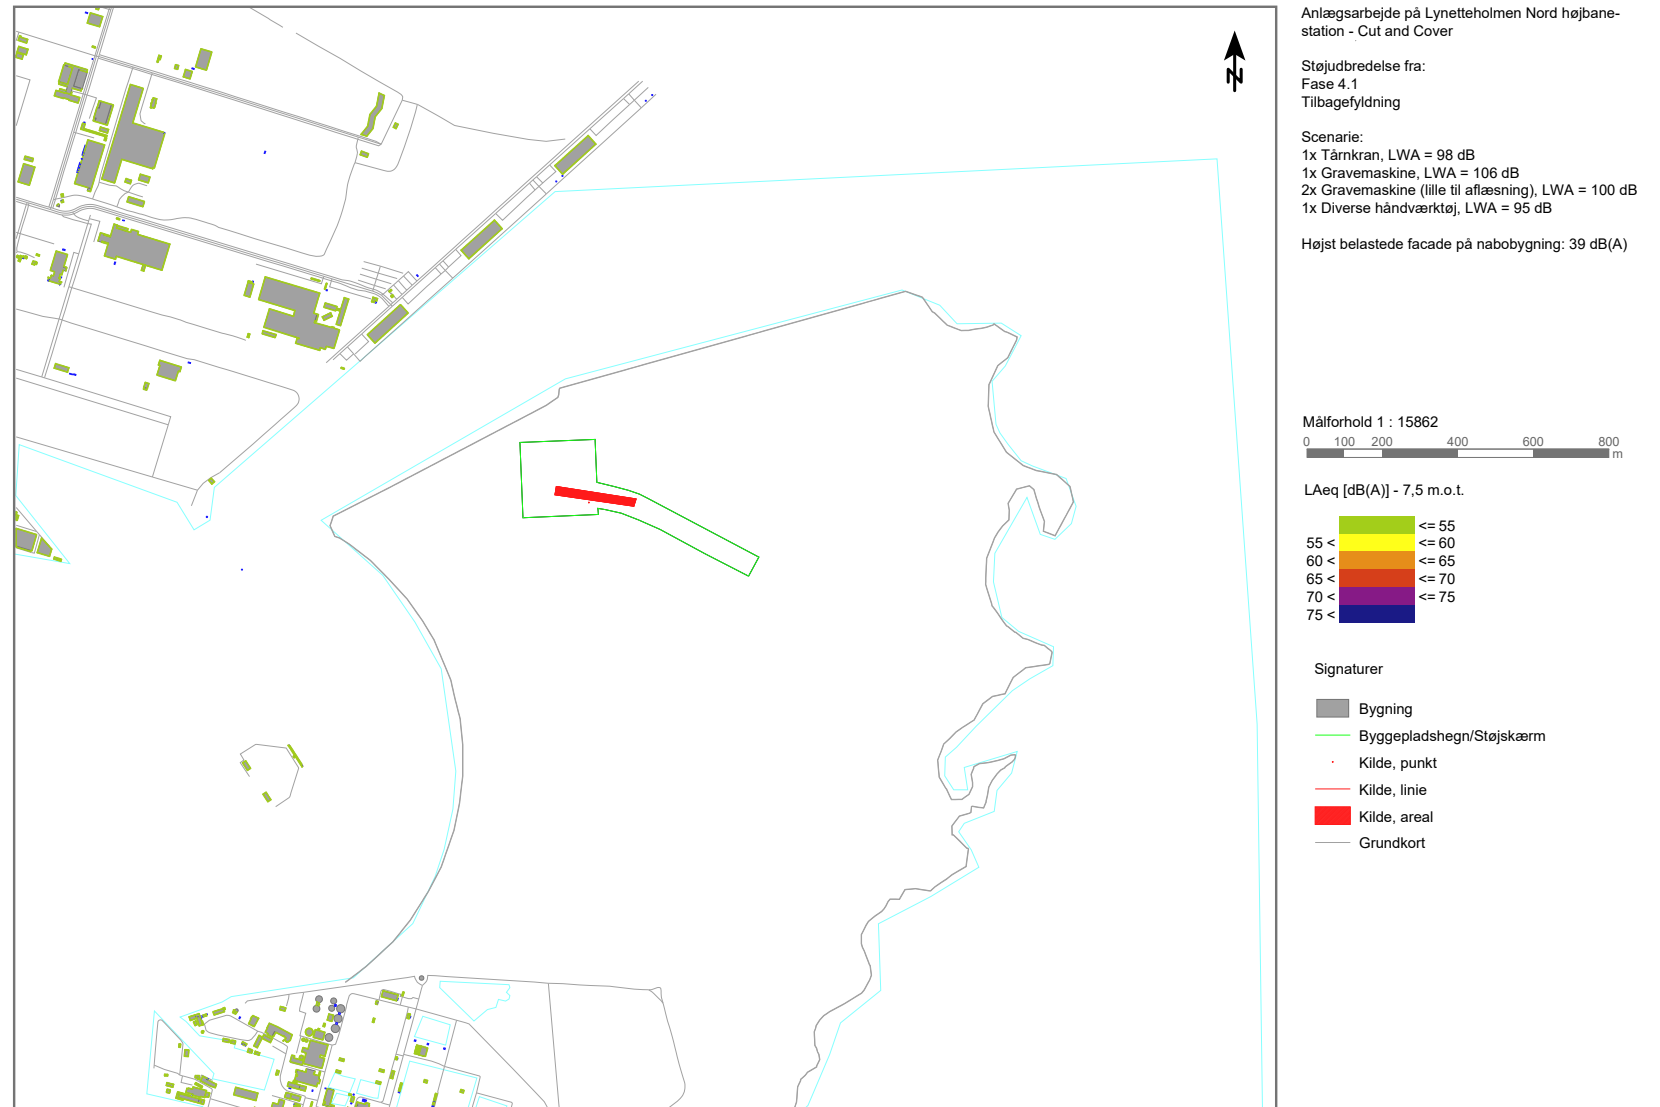 Anlægsarbejde på Lynetteholmen Nord højbane-
station - Cut and Cover
Støjudbredelse fra:
Fase 4.1
Tilbagefyldning
Scenarie:
1x Tårnkran, LWA = 98 dB
1x Gravemaskine, LWA = 106 dB
2x Gravemaskine (lille til aflæsning), LWA = 100 dB
1x Diverse håndværktøj, LWA = 95 dB
Højst belastede facade på nabobygning: 39 dB(A)
N
Målforhold 1 : 15862
0 100 200 400 600 800
m
LAeq [dB(A)] - 7,5 m.o.t.
<= 55
55 < <= 60
60 < <= 65
65 < <= 70
70 < <= 75
75 <
Signaturer
Bygning
Byggepladshegn/Støjskærm
Kilde, punkt
Kilde, linie
Kilde, areal
Grundkort